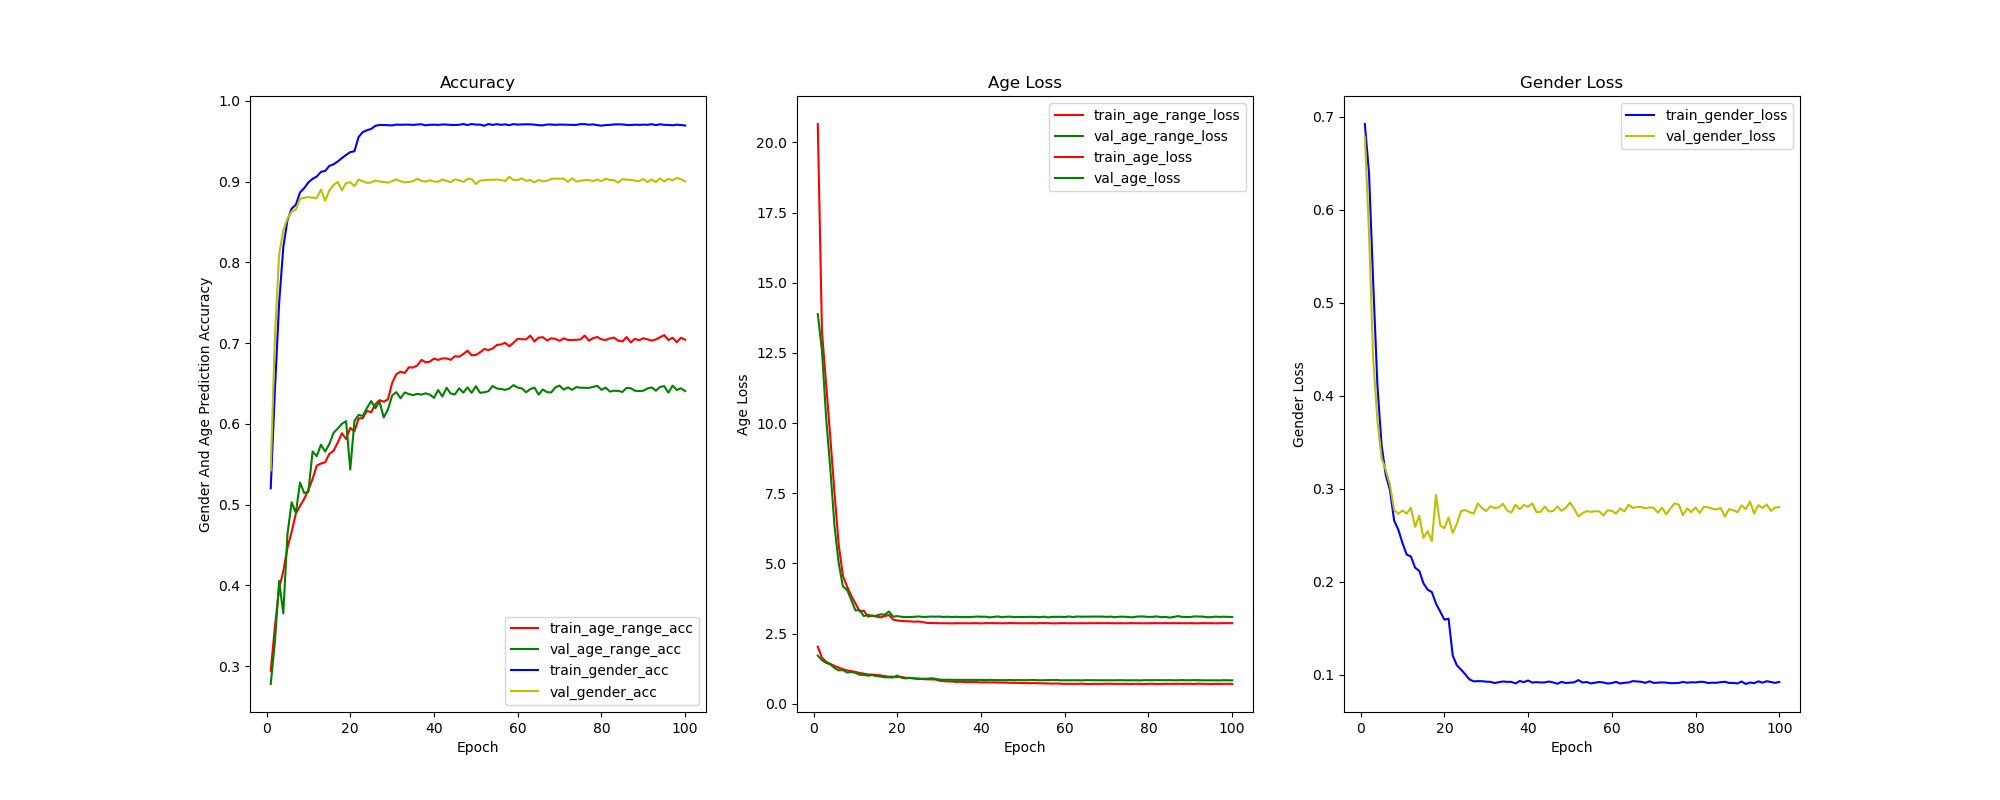 Accuracy
Gender And Age Prediction Accuracy
1.0
0.9
0.8
0.7
0.6
0.5
0.4
0.3
train_age_range_acc
val_age_range_acc
train_gender_acc
val_gender_acc
0 20 40 60 80 100
Epoch
Age Loss
Age Loss
20.0
17.5
15.0
12.5
10.0
7.5
5.0
2.5
0.0
train_age_range_loss
val_age_range_loss
train_age_loss
val_age_loss
0 20 40 60 80 100
Epoch
Gender Loss
Gender Loss
0.7
0.6
0.5
0.4
0.3
0.2
0.1
train_gender_loss
val_gender_loss
0 20 40 60 80 100
Epoch